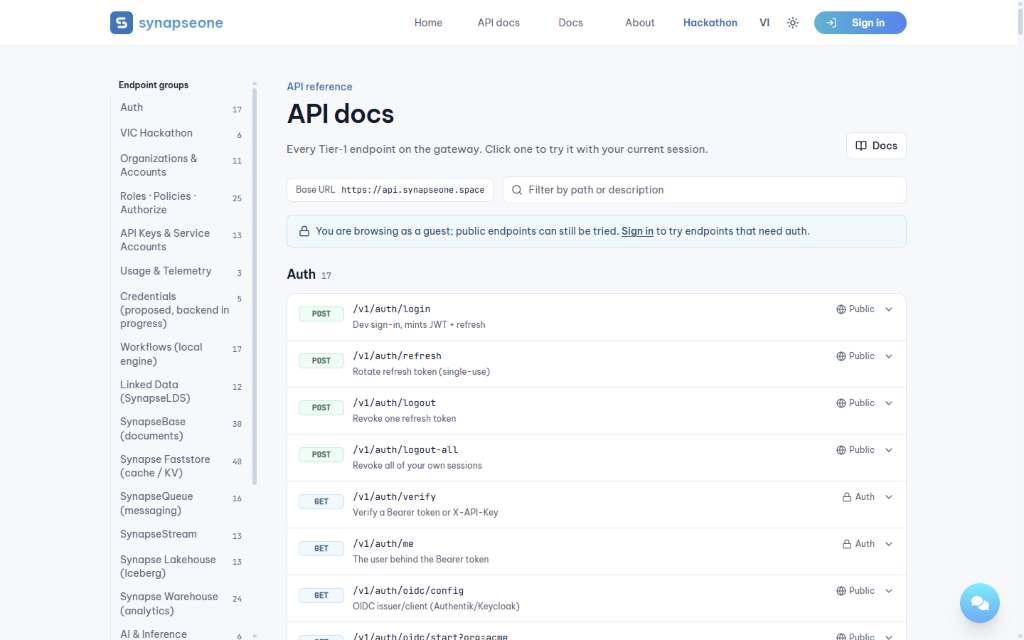 synapseone
Home
API docs
Docs
About
Hackathon
VI
Sign in
Endpoint groups
Auth 17
VIC Hackathon 6
Organizations & 11
Accounts
Roles · Policies · 25
Authorize
API Keys & Service 13
Accounts
Usage & Telemetry 3
Credentials 5
(proposed, backend in
progress)
Workflows (local 17
engine)
Linked Data 12
(SynapseLDS)
SynapseBase 30
(documents)
Synapse Faststore 40
(cache / KV)
SynapseQueue 16
(messaging)
SynapseStream 13
Synapse Lakehouse 13
(Iceberg)
Synapse Warehouse 24
(analytics)
AI & Inference 6
API reference
API docs
Every Tier-1 endpoint on the gateway. Click one to try it with your current session.
Docs
Base URL https://api.synapseone.space
Filter by path or description
You are browsing as a guest; public endpoints can still be tried. Sign in to try endpoints that need auth.
Auth 17
POST /v1/auth/login Public
Dev sign-in, mints JWT + refresh
POST /v1/auth/refresh Public
Rotate refresh token (single-use)
POST /v1/auth/logout Public
Revoke one refresh token
POST /v1/auth/logout-all Public
Revoke all of your own sessions
GET /v1/auth/verify Auth
Verify a Bearer token or X-API-Key
GET /v1/auth/me Auth
The user behind the Bearer token
GET /v1/auth/oidc/config Public
OIDC issuer/client (Authentik/Keycloak)
GET /v1/auth/oidc/start?org=acme Public